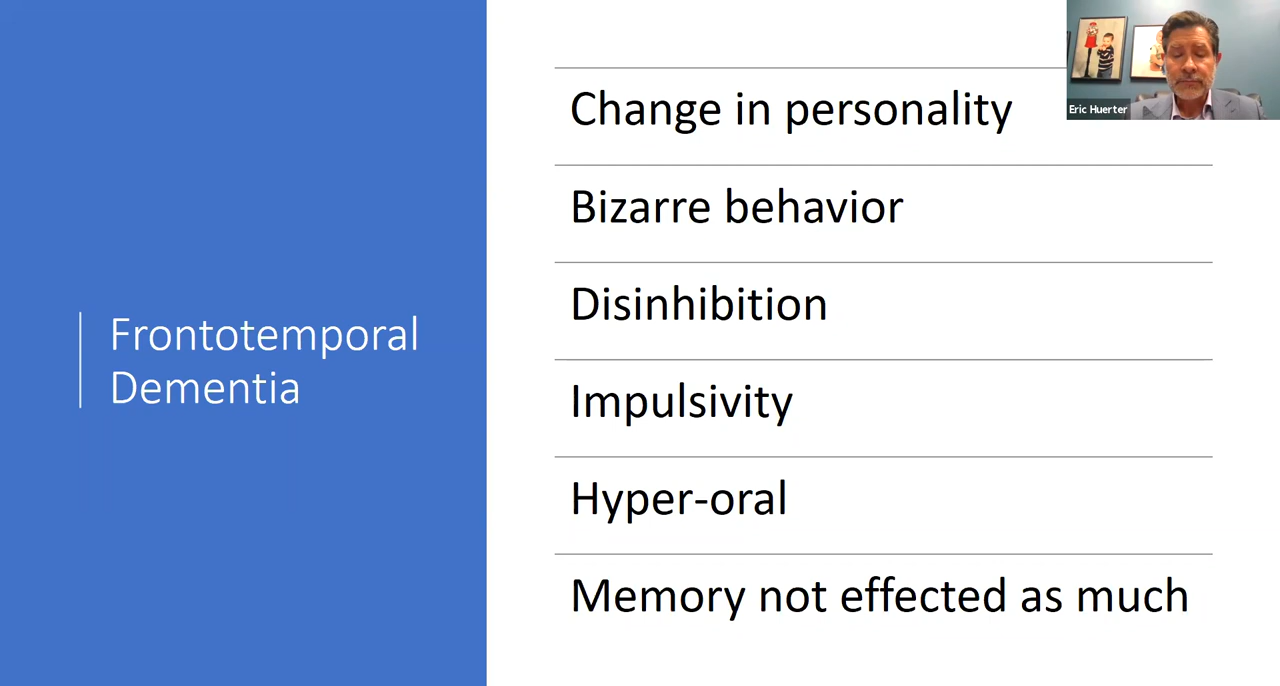 Frontotemporal
Dementia
Change in personality
Bizarre behavior
Disinhibition
Impulsivity
Hyper-oral
Memory not effected as much
Eric Huerter